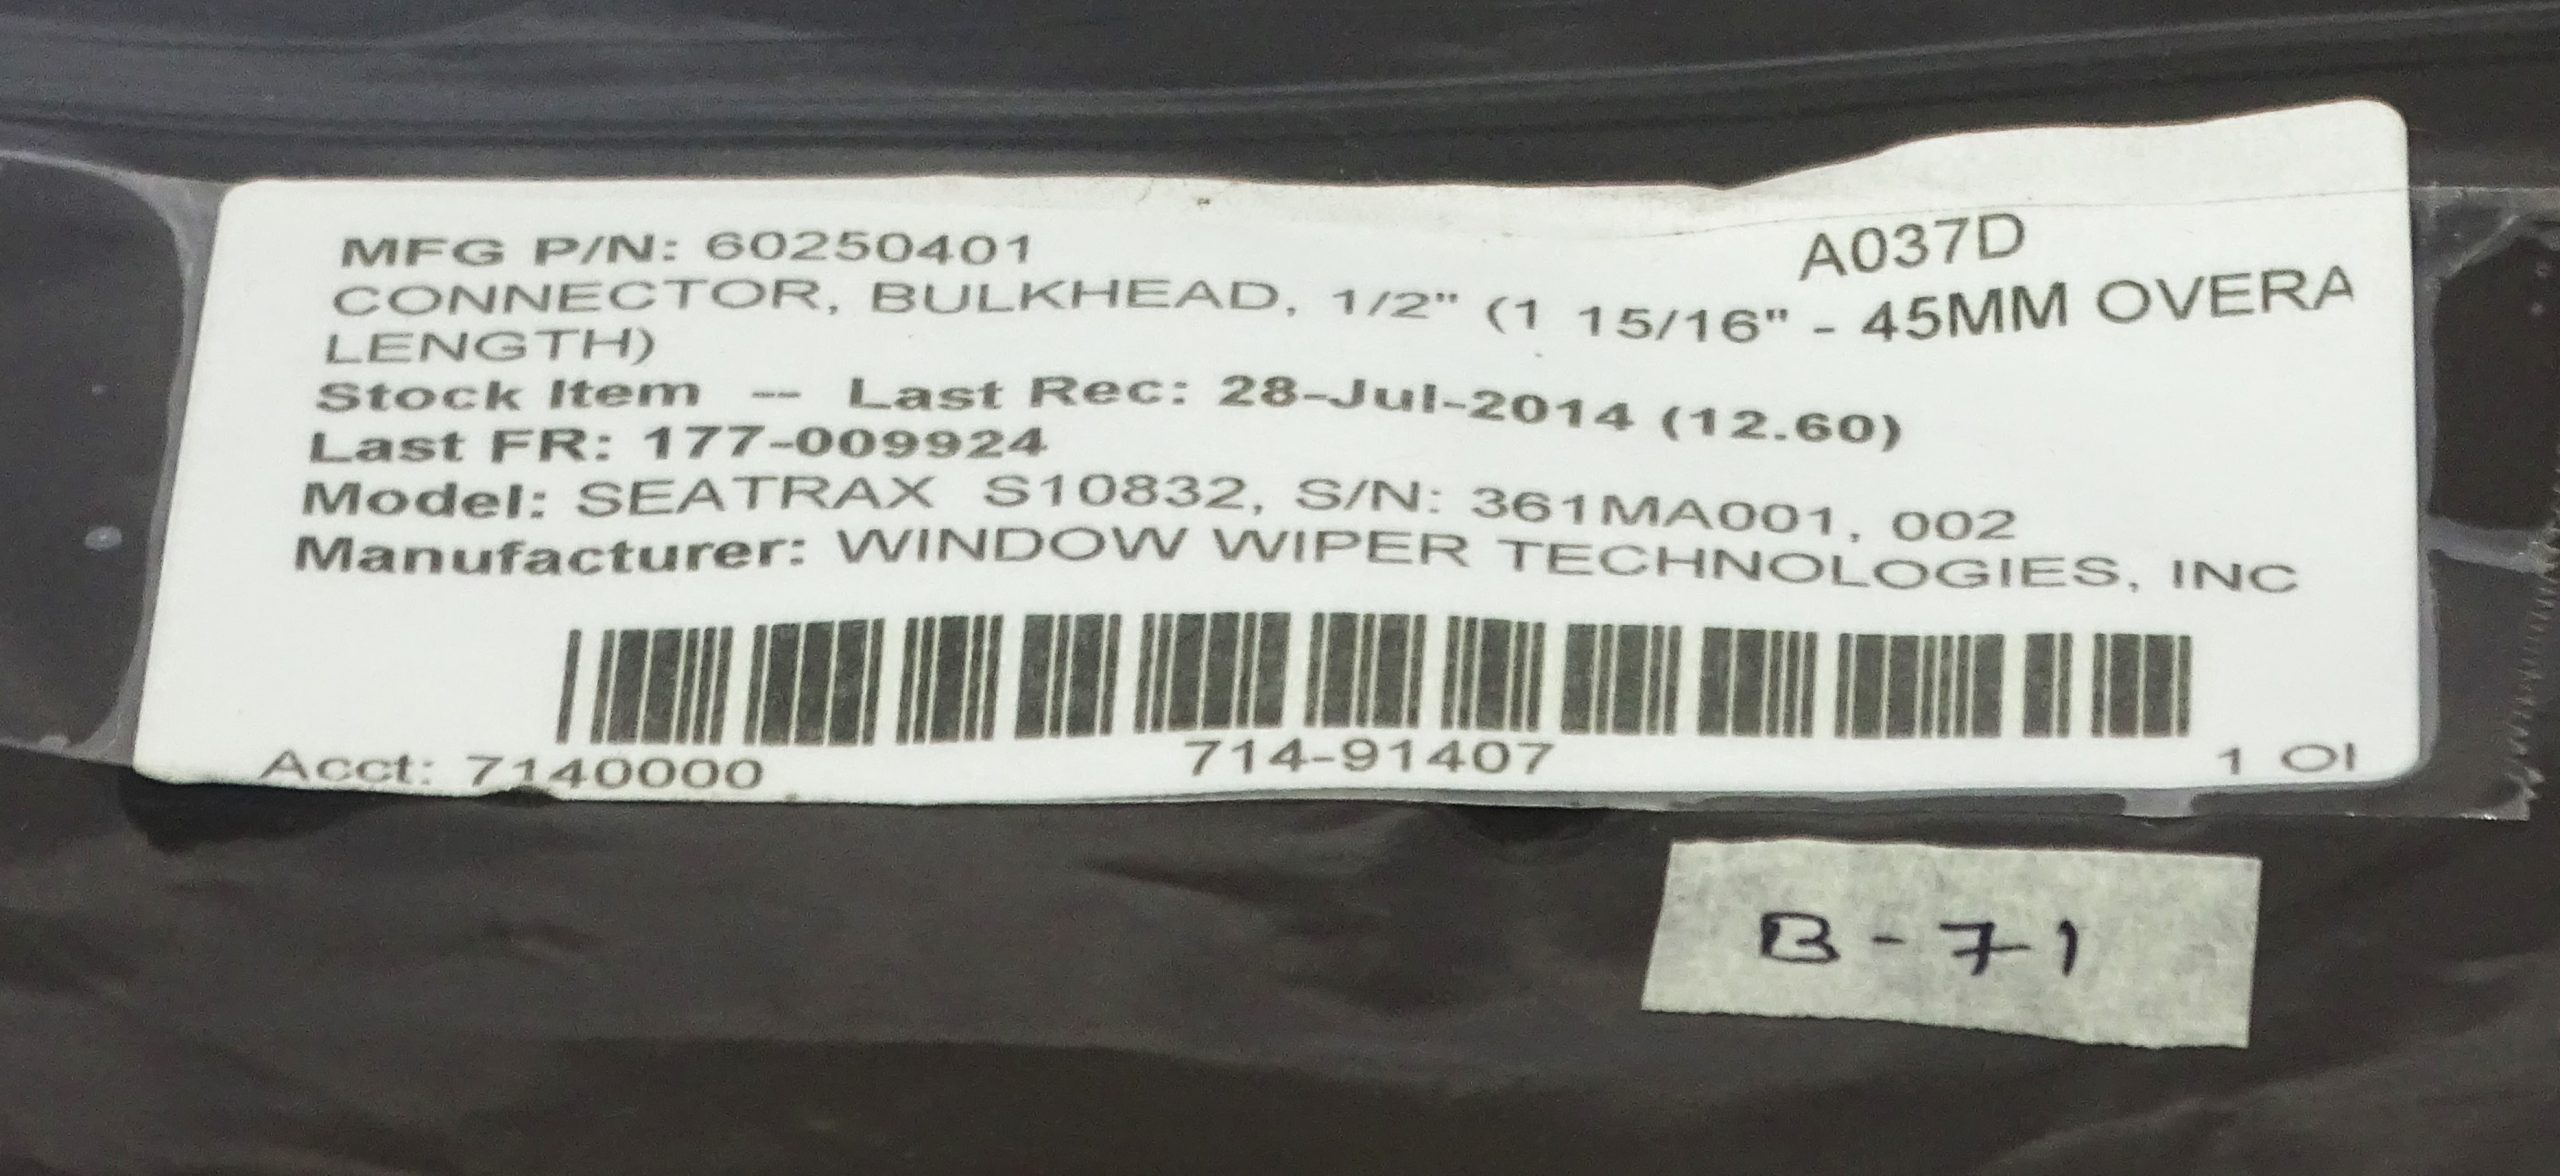 MFG P/N: 60250401 A037D
CONNECTOR, BULKHEAD, 1/2" (1 15/16" - 45MM OVERA
LENGTH)
Stock Item -- Last Rec: 28-Jul-2014 (12.60)
Last FR: 177-009924
Model: SEATRAX S10832, S/N: 361MA001, 002
Manufacturer: WINDOW WIPER TECHNOLOGIES, INC
Acct: 7140000 714-91407 1 OI
B-71